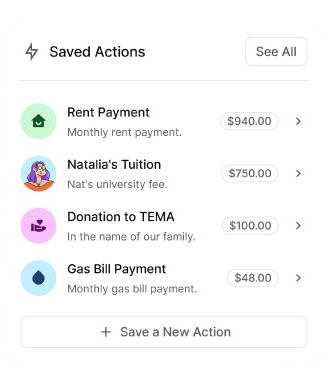 Saved Actions
See All
Rent Payment
$940.00
Monthly rent payment.
Natalia's Tuition
$750.00
Nat's university fee.
Donation to TEMA
$100.00
In the name of our family.
Gas Bill Payment
$48.00
Monthly gas bill payment.
Save a New Action